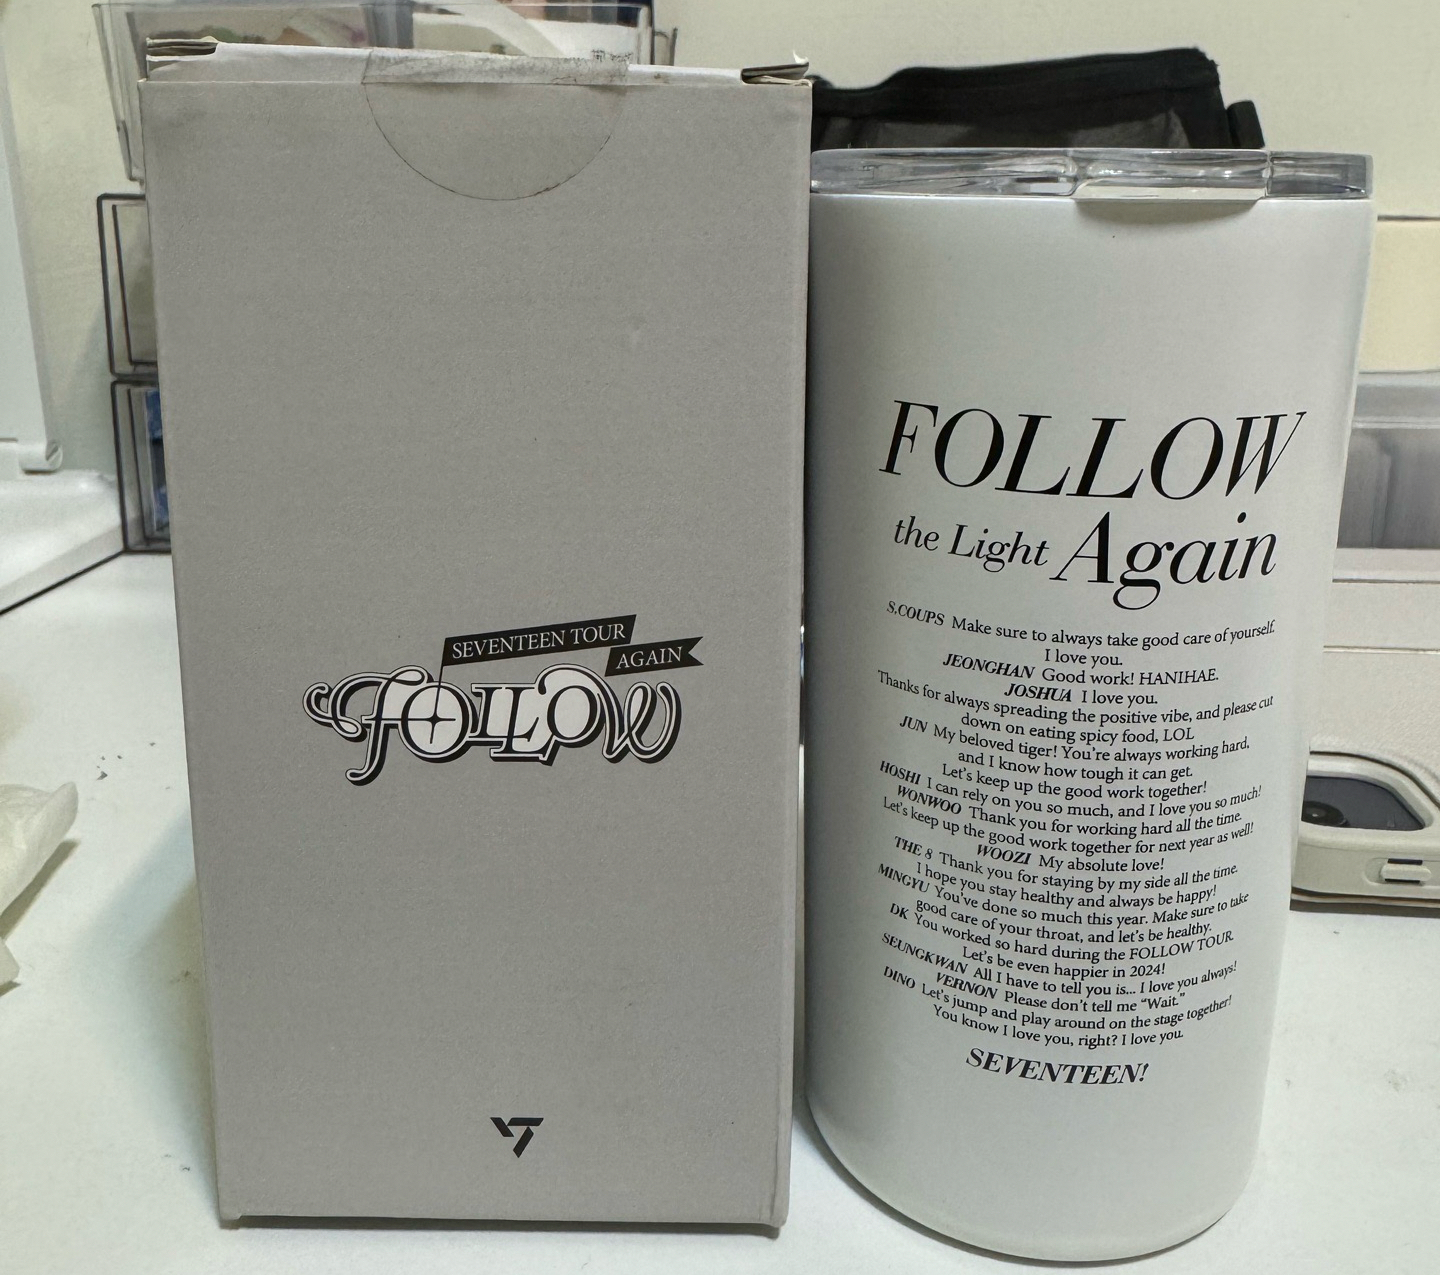 SEVENTEEN TOUR
AGAIN
FOLLOW
FOLLOW
the Light Again
S.COUPS Make sure to always take good care of yourself.
I love you.
JEONGHAN Good work! HANIHAE.
JOSHUA I love you.
Thanks for always spreading the positive vibe, and please cut
down on eating spicy food, LOL
JUN My beloved tiger! You're always working hard,
and I know how tough it can get.
Let's keep up the good work together!
HOSHI I can rely on you so much, and I love you so much!
WONWOO Thank you for working hard all the time.
Let's keep up the good work together for next year as well!
WOOZI My absolute love!
THE 8 Thank you for staying by my side all the time.
I hope you stay healthy and always be happy!
MINGYU You've done so much this year. Make sure to take
good care of your throat, and let's be healthy.
DK You worked so hard during the FOLLOW TOUR
Let's be even happier in 2024!
SEUNGKWAN All I have to tell you is... I love you always!
VERNON Please don't tell me "Wait."
DINO Let's jump and play around on the stage together!
You know I love you, right? I love you.
SEVENTEEN!